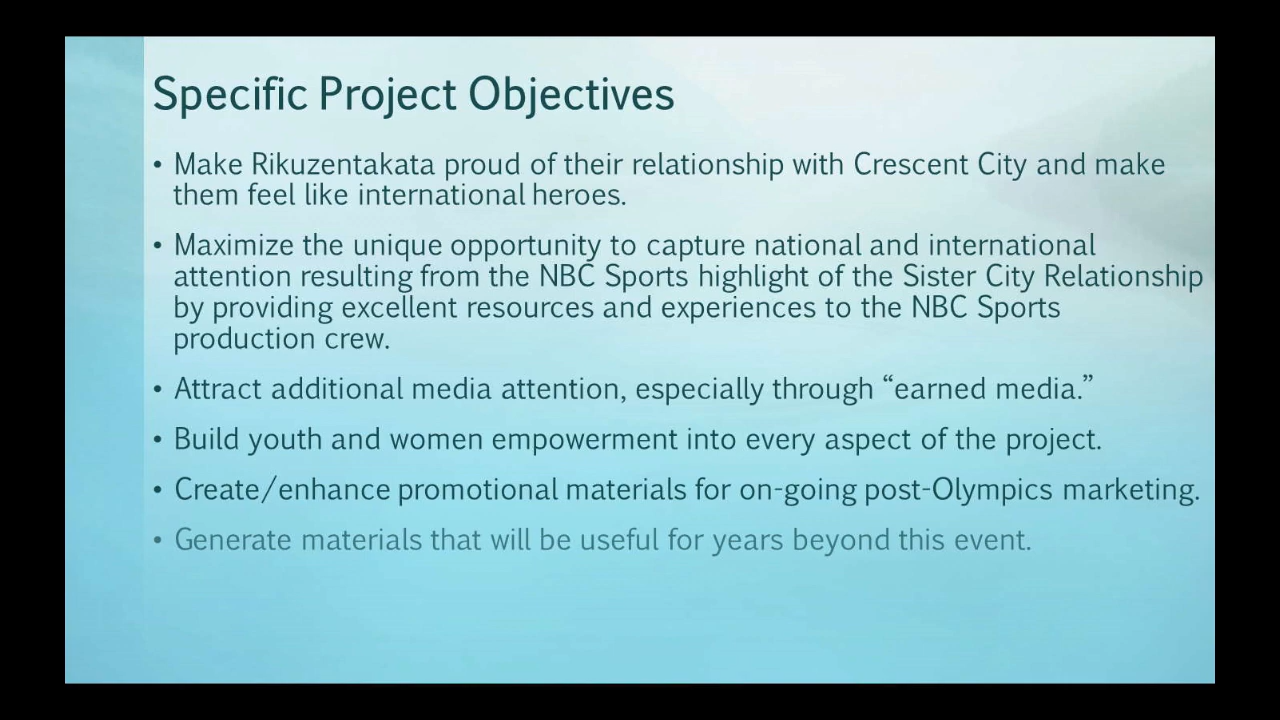 Specific Project Objectives
• Make Rikuzentakata proud of their relationship with Crescent City and make
them feel like international heroes.
• Maximize the unique opportunity to capture national and international
attention resulting from the NBC Sports highlight of the Sister City Relationship
by providing excellent resources and experiences to the NBC Sports
production crew.
• Attract additional media attention, especially through “earned media.”
• Build youth and women empowerment into every aspect of the project.
• Create/enhance promotional materials for on-going post-Olympics marketing.
• Generate materials that will be useful for years beyond this event.